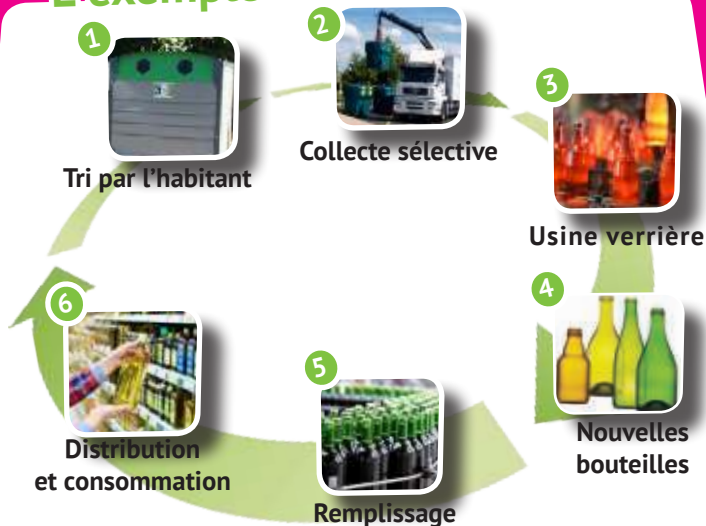 L'exemple
1
Tri par l'habitant
2
Collecte sélective
3
Usine verrière
4
Nouvelles
bouteilles
5
Remplissage
6
Distribution
et consommation